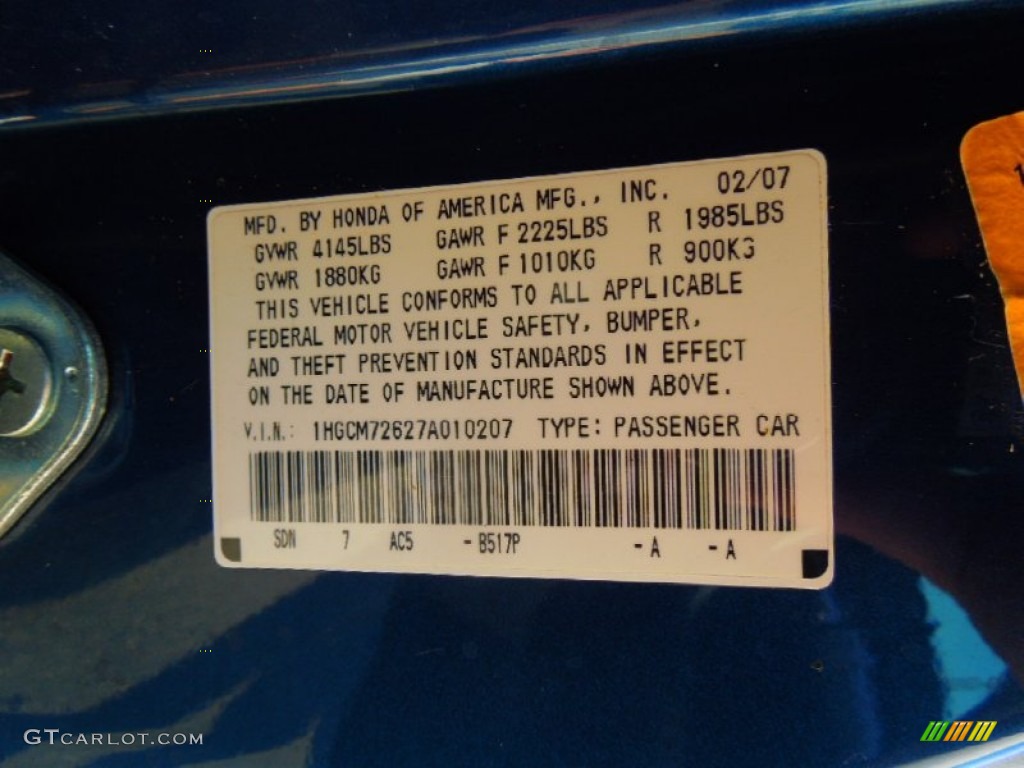 MFD. BY HONDA OF AMERICA MFG., INC. 02/07
GVWR 4145LBS GAWR F 2225LBS R 1985LBS
GVWR 1880KG GAWR F 1010KG R 900KG
THIS VEHICLE CONFORMS TO ALL APPLICABLE
FEDERAL MOTOR VEHICLE SAFETY, BUMPER,
AND THEFT PREVENTION STANDARDS IN EFFECT
ON THE DATE OF MANUFACTURE SHOWN ABOVE.
V.I.N.: 1HGCM72627A010207 TYPE: PASSENGER CAR
SDN 7 AC5 -B517P -A -A
GTCARLOT.COM